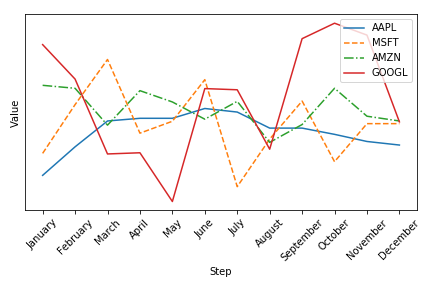 AAPL
MSFT
AMZN
GOOGL
Value
January
February
March
April
May
June
July
August
September
October
November
December
Step